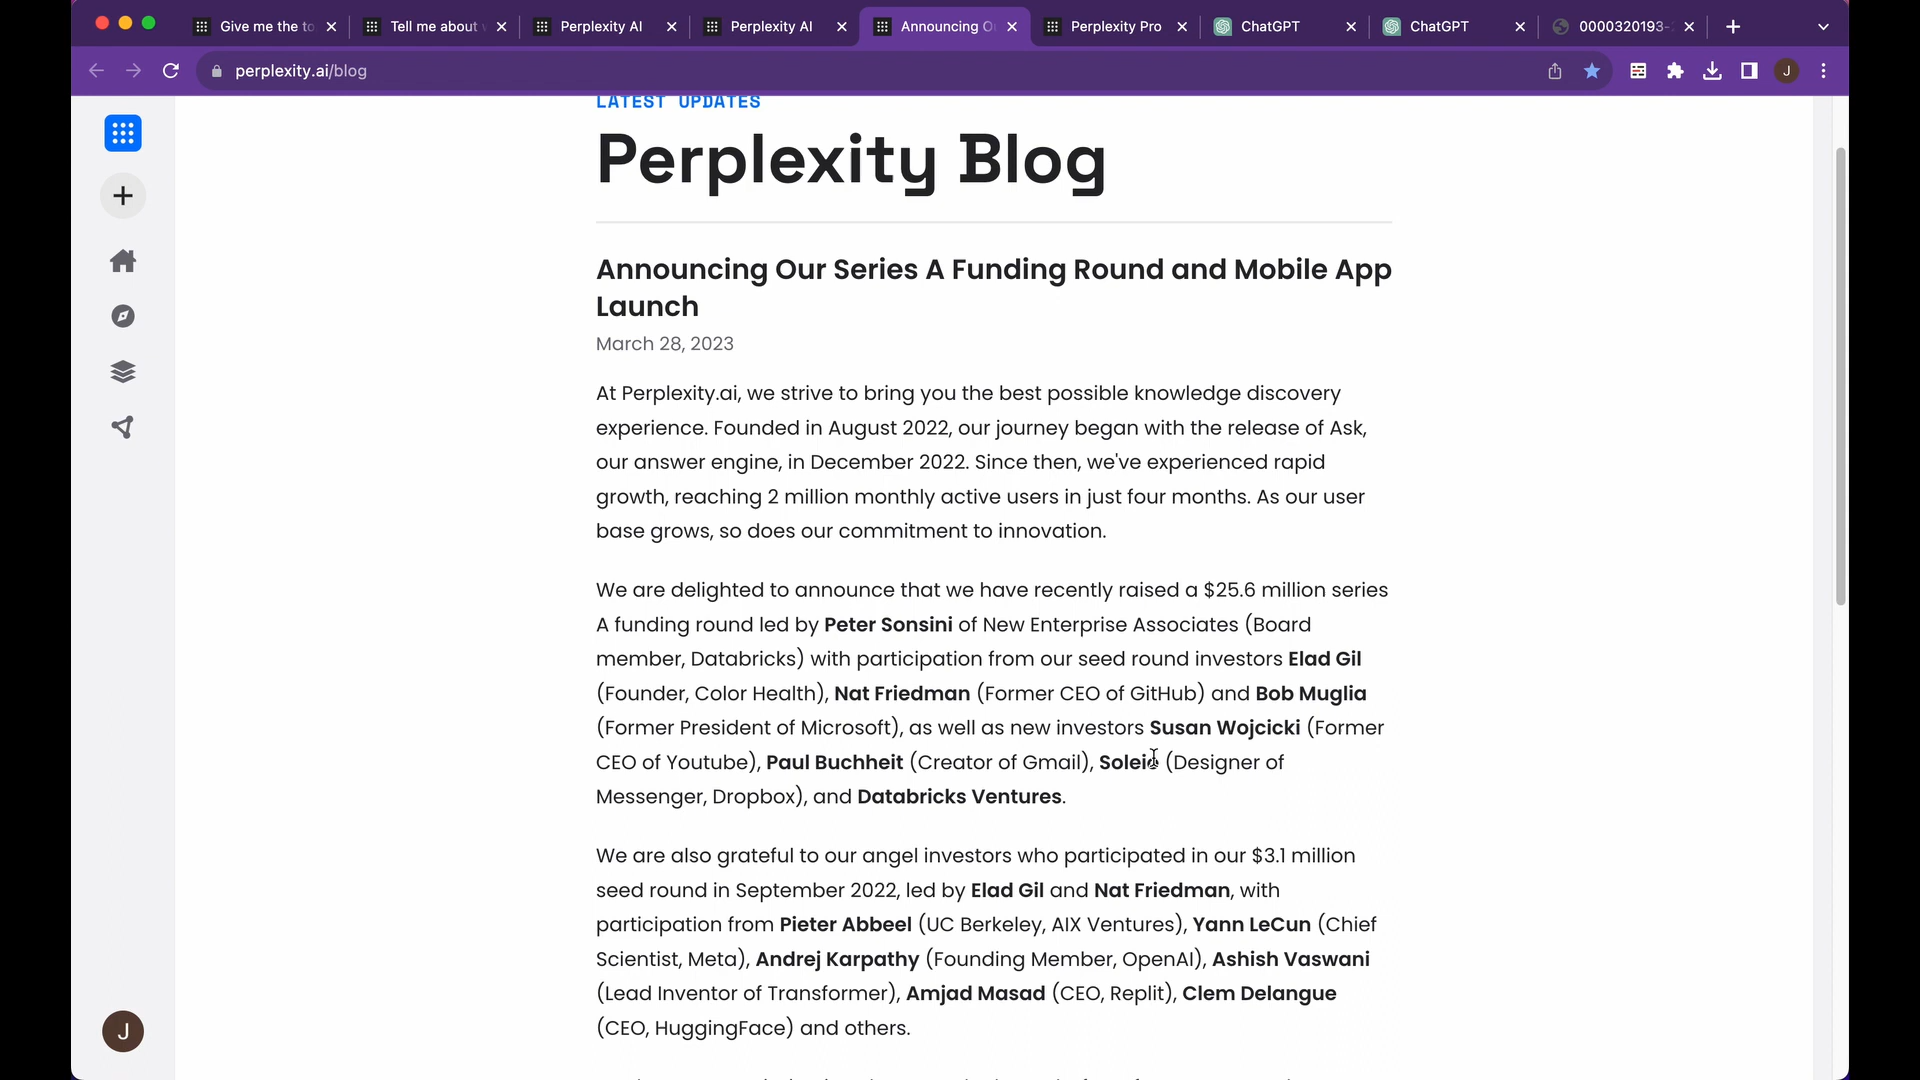 Give me the to
Tell me about
Perplexity AI
Perplexity AI
Announcing O
Perplexity Pro
ChatGPT
ChatGPT
0000320193-
perplexity.ai/blog
J
LATEST UPDATES
Perplexity Blog
Announcing Our Series A Funding Round and Mobile App
Launch
March 28, 2023
At Perplexity.ai, we strive to bring you the best possible knowledge discovery
experience. Founded in August 2022, our journey began with the release of Ask,
our answer engine, in December 2022. Since then, we've experienced rapid
growth, reaching 2 million monthly active users in just four months. As our user
base grows, so does our commitment to innovation.
We are delighted to announce that we have recently raised a $25.6 million series
A funding round led by Peter Sonsini of New Enterprise Associates (Board
member, Databricks) with participation from our seed round investors Elad Gil
(Founder, Color Health), Nat Friedman (Former CEO of GitHub) and Bob Muglia
(Former President of Microsoft), as well as new investors Susan Wojcicki (Former
CEO of Youtube), Paul Buchheit (Creator of Gmail), Soleio (Designer of
Messenger, Dropbox), and Databricks Ventures.
We are also grateful to our angel investors who participated in our $3.1 million
seed round in September 2022, led by Elad Gil and Nat Friedman, with
participation from Pieter Abbeel (UC Berkeley, AIX Ventures), Yann LeCun (Chief
Scientist, Meta), Andrej Karpathy (Founding Member, OpenAI), Ashish Vaswani
(Lead Inventor of Transformer), Amjad Masad (CEO, Replit), Clem Delangue
(CEO, HuggingFace) and others.
J